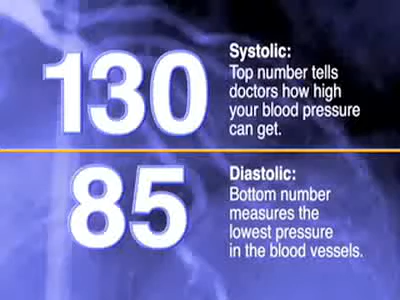 130
Systolic:
Top number tells
doctors how high
your blood pressure
can get.
85
Diastolic:
Bottom number
measures the
lowest pressure
in the blood vessels.